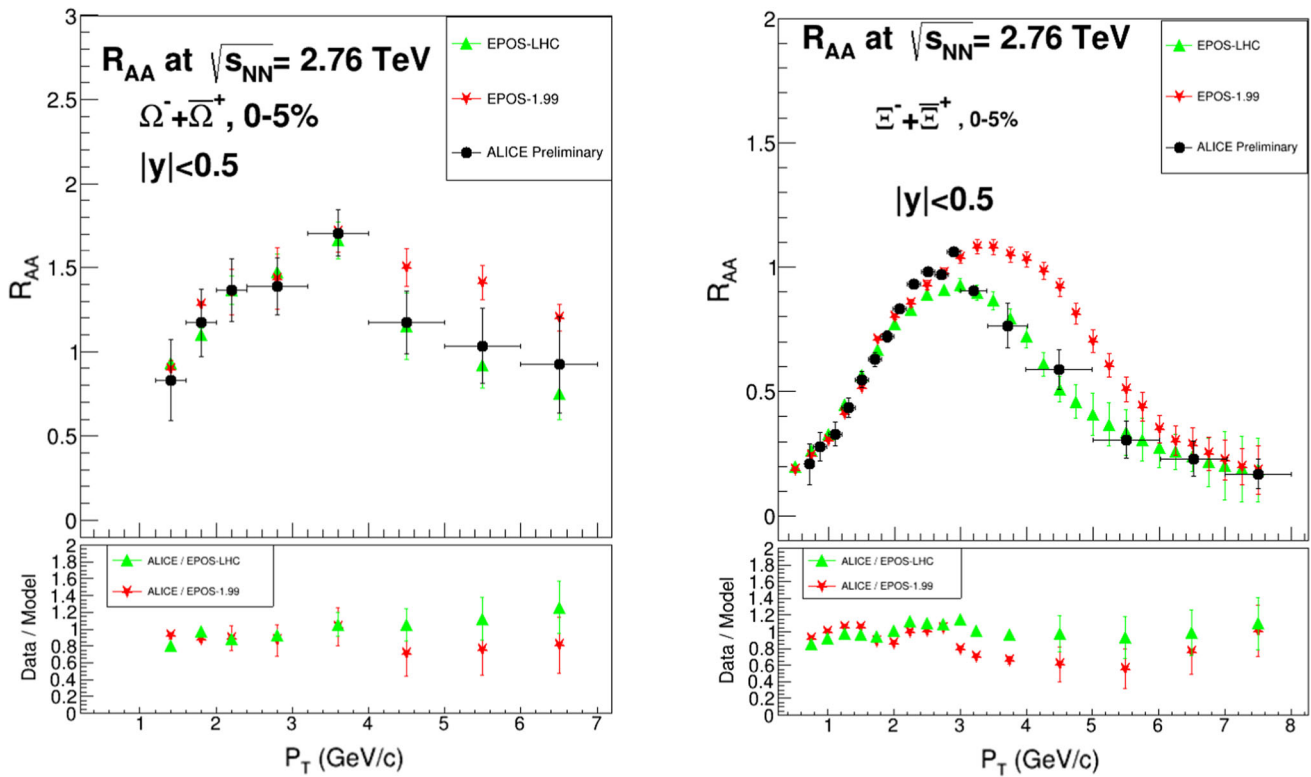 R_AA at √s_NN = 2.76 TeV
Ω⁻+Ω̅⁺, 0-5%
|y|<0.5
EPOS-LHC
EPOS-1.99
ALICE Preliminary
R_AA
3
2.5
2
1.5
1
0.5
0
ALICE / EPOS-LHC
ALICE / EPOS-1.99
Data / Model
2
1.8
1.6
1.4
1.2
1
0.8
0.6
0.4
0.2
0
1 2 3 4 5 6 7
P_T (GeV/c)
R_AA at √s_NN = 2.76 TeV
Ξ⁻+Ξ̅⁺, 0-5%
|y|<0.5
EPOS-LHC
EPOS-1.99
ALICE Preliminary
R_AA
2
1.5
1
0.5
0
ALICE / EPOS-LHC
ALICE / EPOS-1.99
Data / Model
2
1.8
1.6
1.4
1.2
1
0.8
0.6
0.4
0.2
0
1 2 3 4 5 6 7 8
P_T (GeV/c)